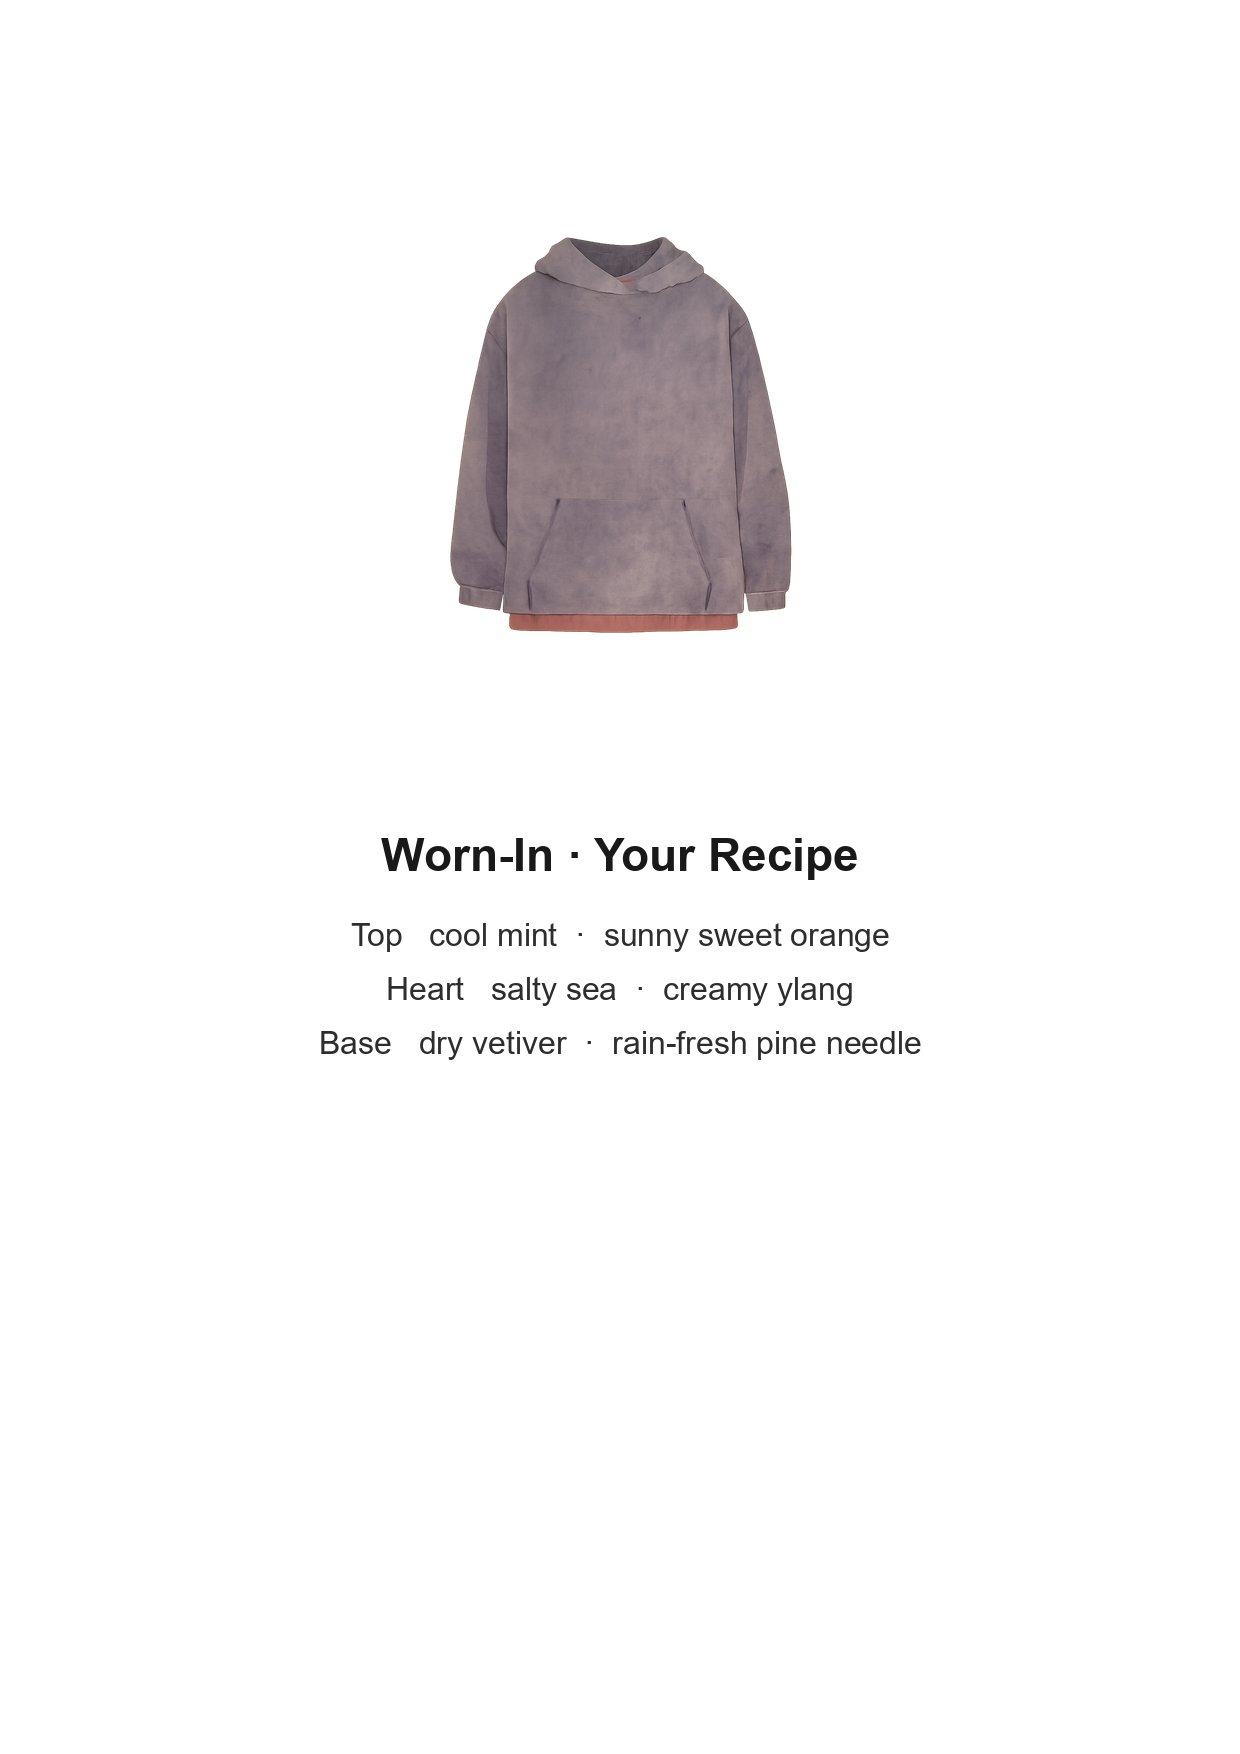 Worn-In · Your Recipe
Top cool mint · sunny sweet orange
Heart salty sea · creamy ylang
Base dry vetiver · rain-fresh pine needle